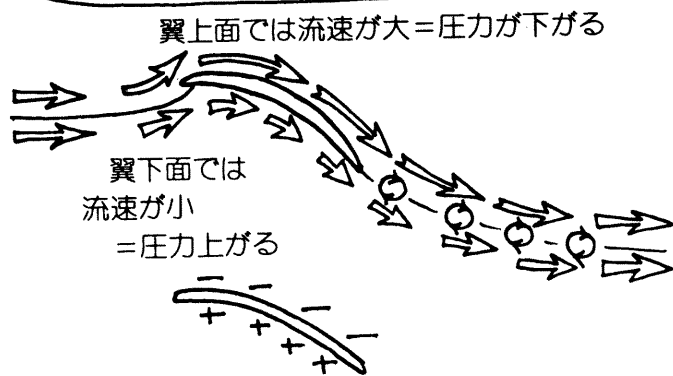 翼上面では流速が大＝圧力が下がる
翼下面では
流速が小
＝圧力上がる
− − − −
+ + + +